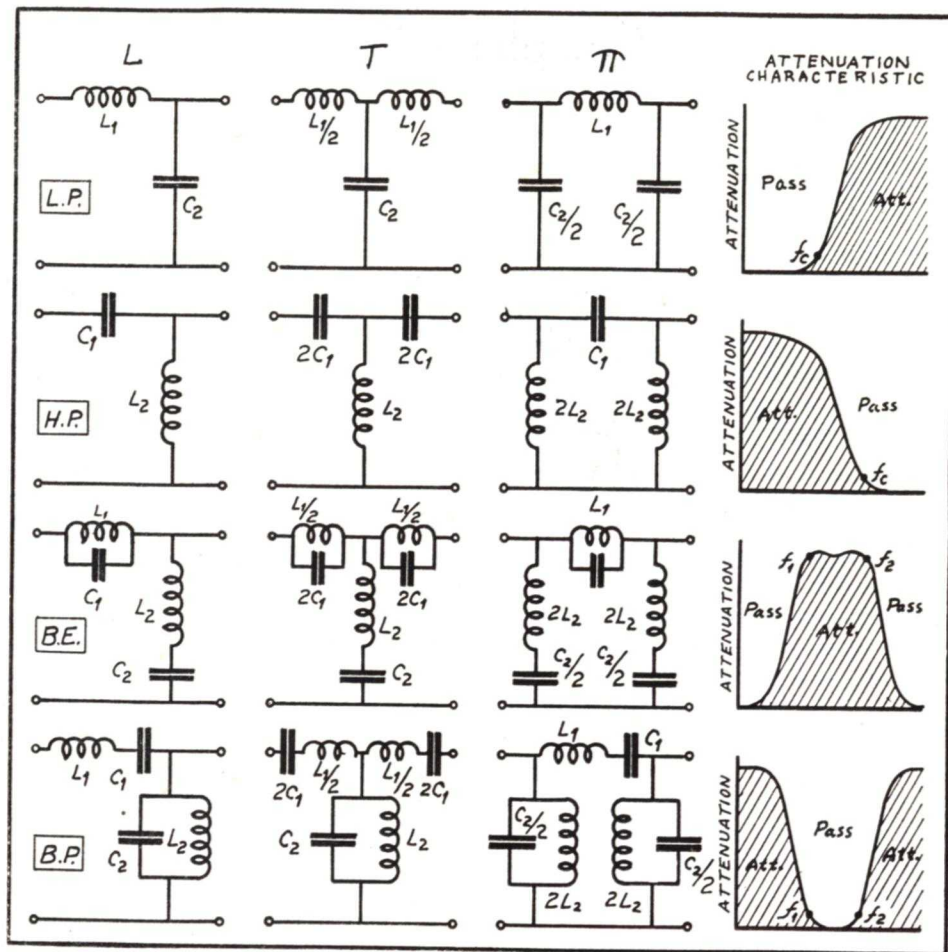 L
T
π
ATTENUATION
CHARACTERISTIC
L.P.
L1
C2
L1/2
L1/2
C2
L1
C2/2
C2/2
ATTENUATION
Pass
Att.
fc
H.P.
C1
L2
2C1
2C1
L2
C1
2L2
2L2
ATTENUATION
Att.
Pass
fc
B.E.
L1
C1
L2
C2
L1/2
L1/2
2C1
2C1
L2
C2
L1
2L2
2L2
C2/2
C2/2
ATTENUATION
f1
f2
Pass
Att.
Pass
B.P.
L1
C1
C2
L2
2C1
L1/2
L1/2
2C1
C2
L2
L1
C1
C2/2
2L2
2L2
C2/2
ATTENUATION
Att.
Pass
Att.
f1
f2